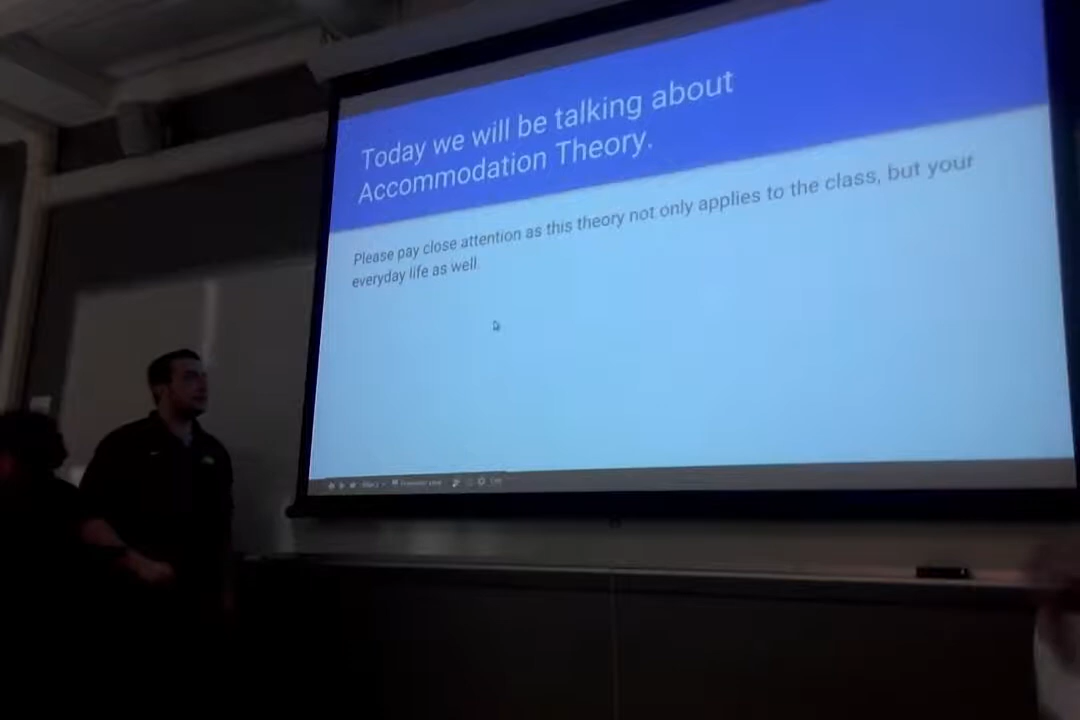 Today we will be talking about
Accommodation Theory.
Please pay close attention as this theory not only applies to the class, but your
everyday life as well.